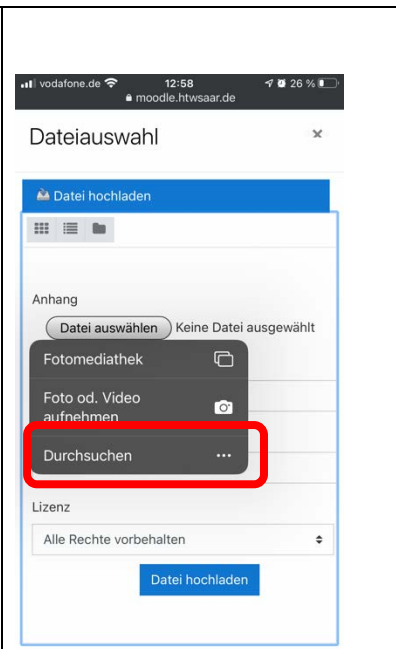 vodafone.de 12:58 26 %
moodle.htwsaar.de
Dateiauswahl ×
Datei hochladen
Anhang
Datei auswählen Keine Datei ausgewählt
Fotomediathek
Foto od. Video
aufnehmen
Durchsuchen ...
Lizenz
Alle Rechte vorbehalten
Datei hochladen